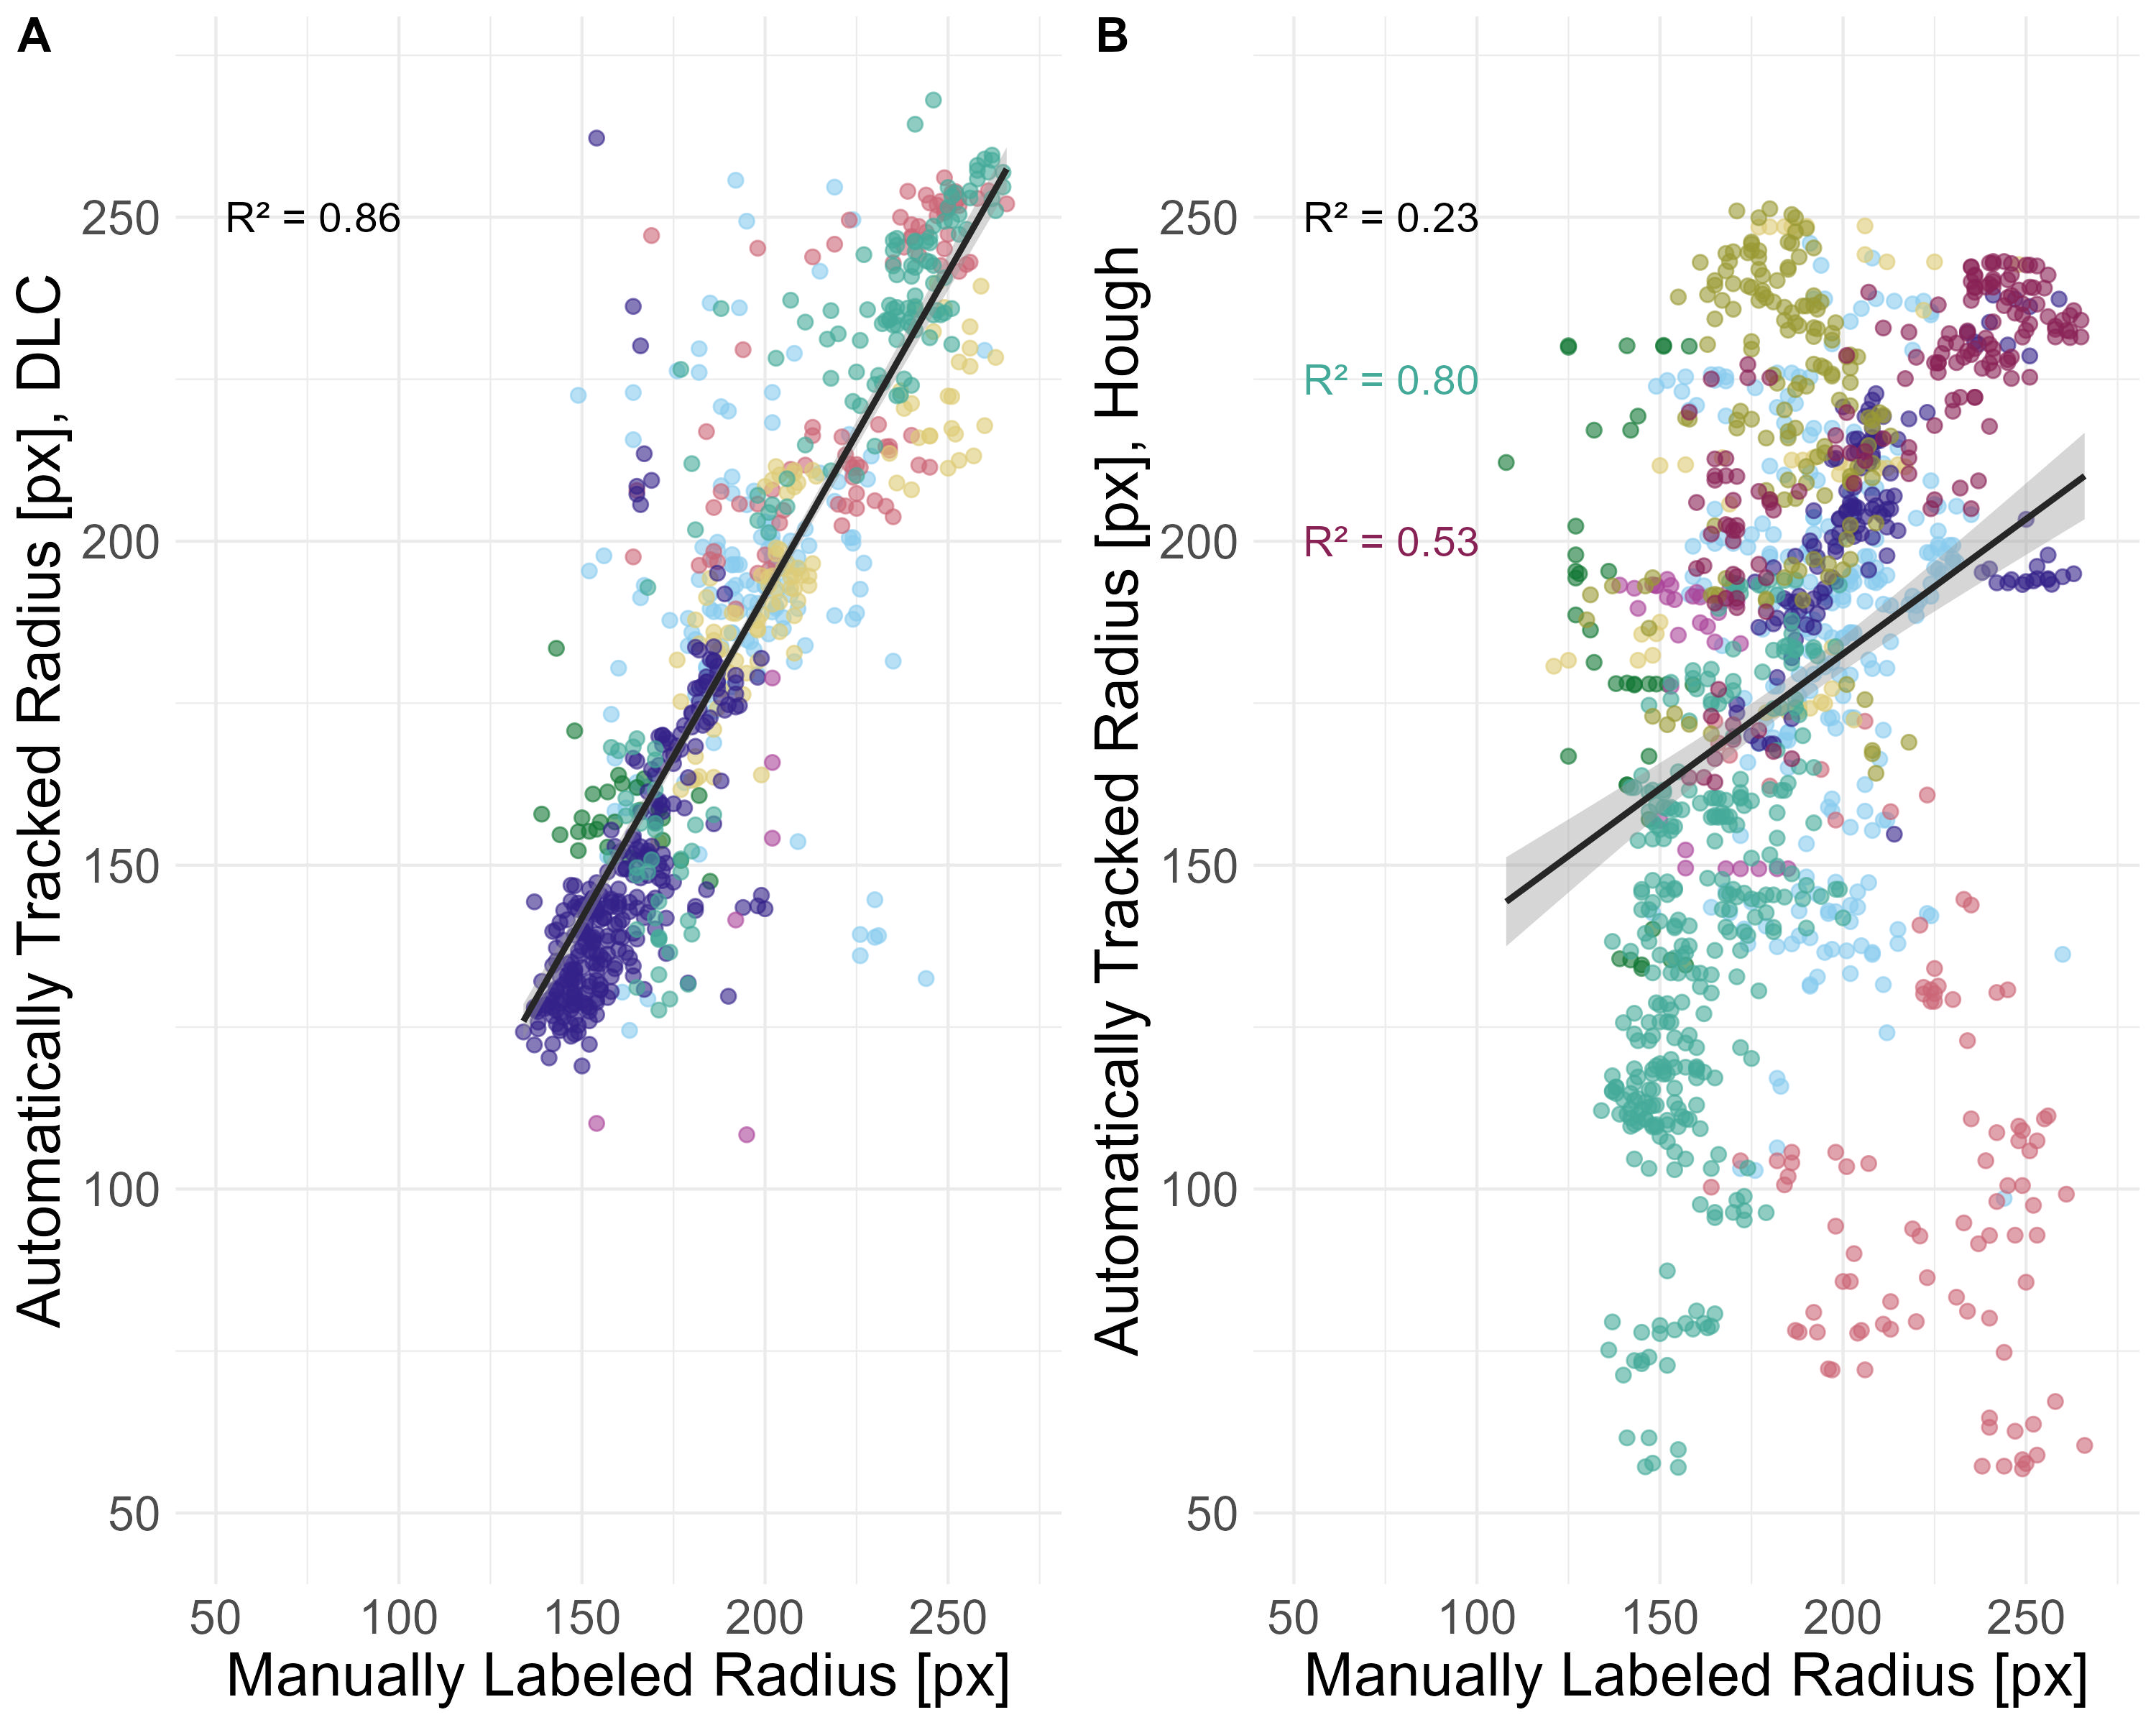 A
Automatically Tracked Radius [px], DLC
250
200
150
100
50
R² = 0.86
50 100 150 200 250
Manually Labeled Radius [px]
B
Automatically Tracked Radius [px], Hough
250
200
150
100
50
R² = 0.23
R² = 0.80
R² = 0.53
50 100 150 200 250
Manually Labeled Radius [px]